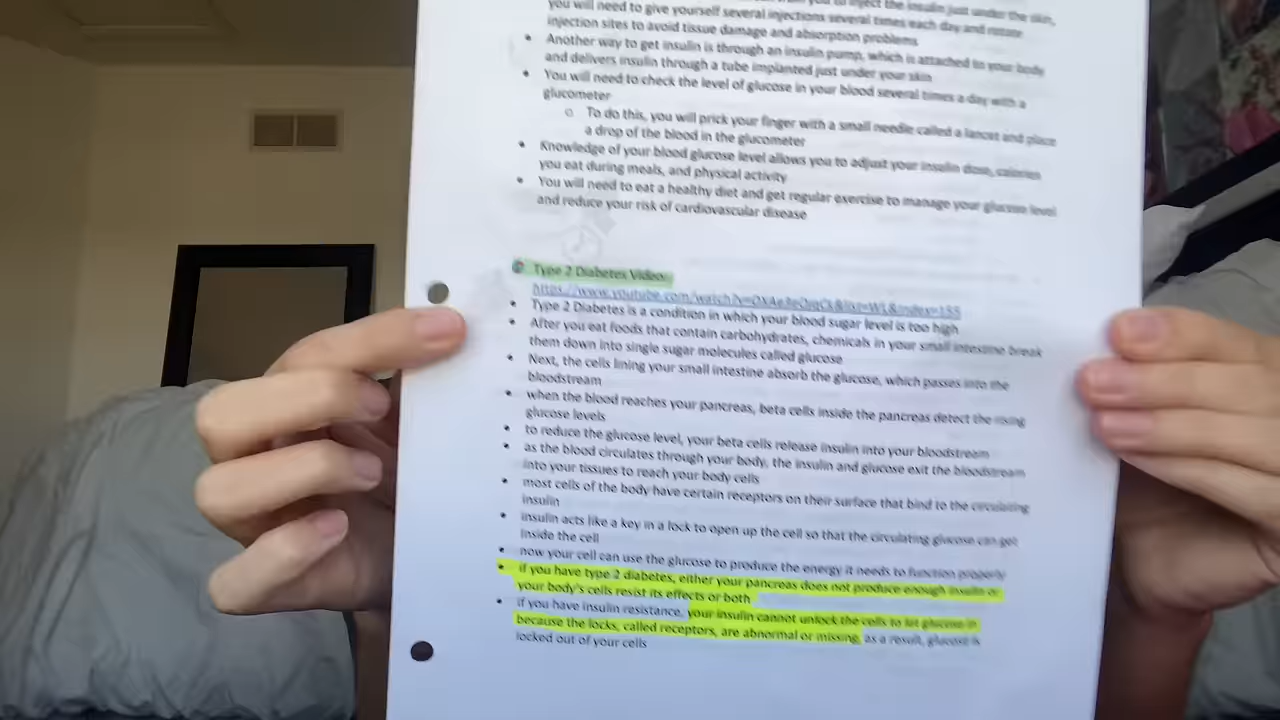 you will need to give yourself several injections several times each day and rotate
injection sites to avoid tissue damage and absorption problems
• Another way to get insulin is through an insulin pump, which is attached to your body
and delivers insulin through a tube implanted just under your skin
• You will need to check the level of glucose in your blood several times a day with a
glucometer
o To do this, you will prick your finger with a small needle called a lancet and place
a drop of the blood in the glucometer
• Knowledge of your blood glucose level allows you to adjust your insulin dose, calories
you eat during meals, and physical activity
• You will need to eat a healthy diet and get regular exercise to manage your glucose level
and reduce your risk of cardiovascular disease
Type 2 Diabetes Video:
• Type 2 Diabetes is a condition in which your blood sugar level is too high
• After you eat foods that contain carbohydrates, chemicals in your small intestine break
them down into single sugar molecules called glucose
• Next, the cells lining your small intestine absorb the glucose, which passes into the
bloodstream
• when the blood reaches your pancreas, beta cells inside the pancreas detect the rising
glucose levels
• to reduce the glucose level, your beta cells release insulin into your bloodstream
• as the blood circulates through your body, the insulin and glucose exit the bloodstream
into your tissues to reach your body cells
• most cells of the body have certain receptors on their surface that bind to the circulating
insulin
• insulin acts like a key in a lock to open up the cell so that the circulating glucose can get
inside the cell
• now your cell can use the glucose to produce the energy it needs to function properly
• if you have type 2 diabetes, either your pancreas does not produce enough insulin or
your body's cells resist its effects or both
• if you have insulin resistance, your insulin cannot unlock the cells to let glucose in
because the locks, called receptors, are abnormal or missing. as a result, glucose is
locked out of your cells